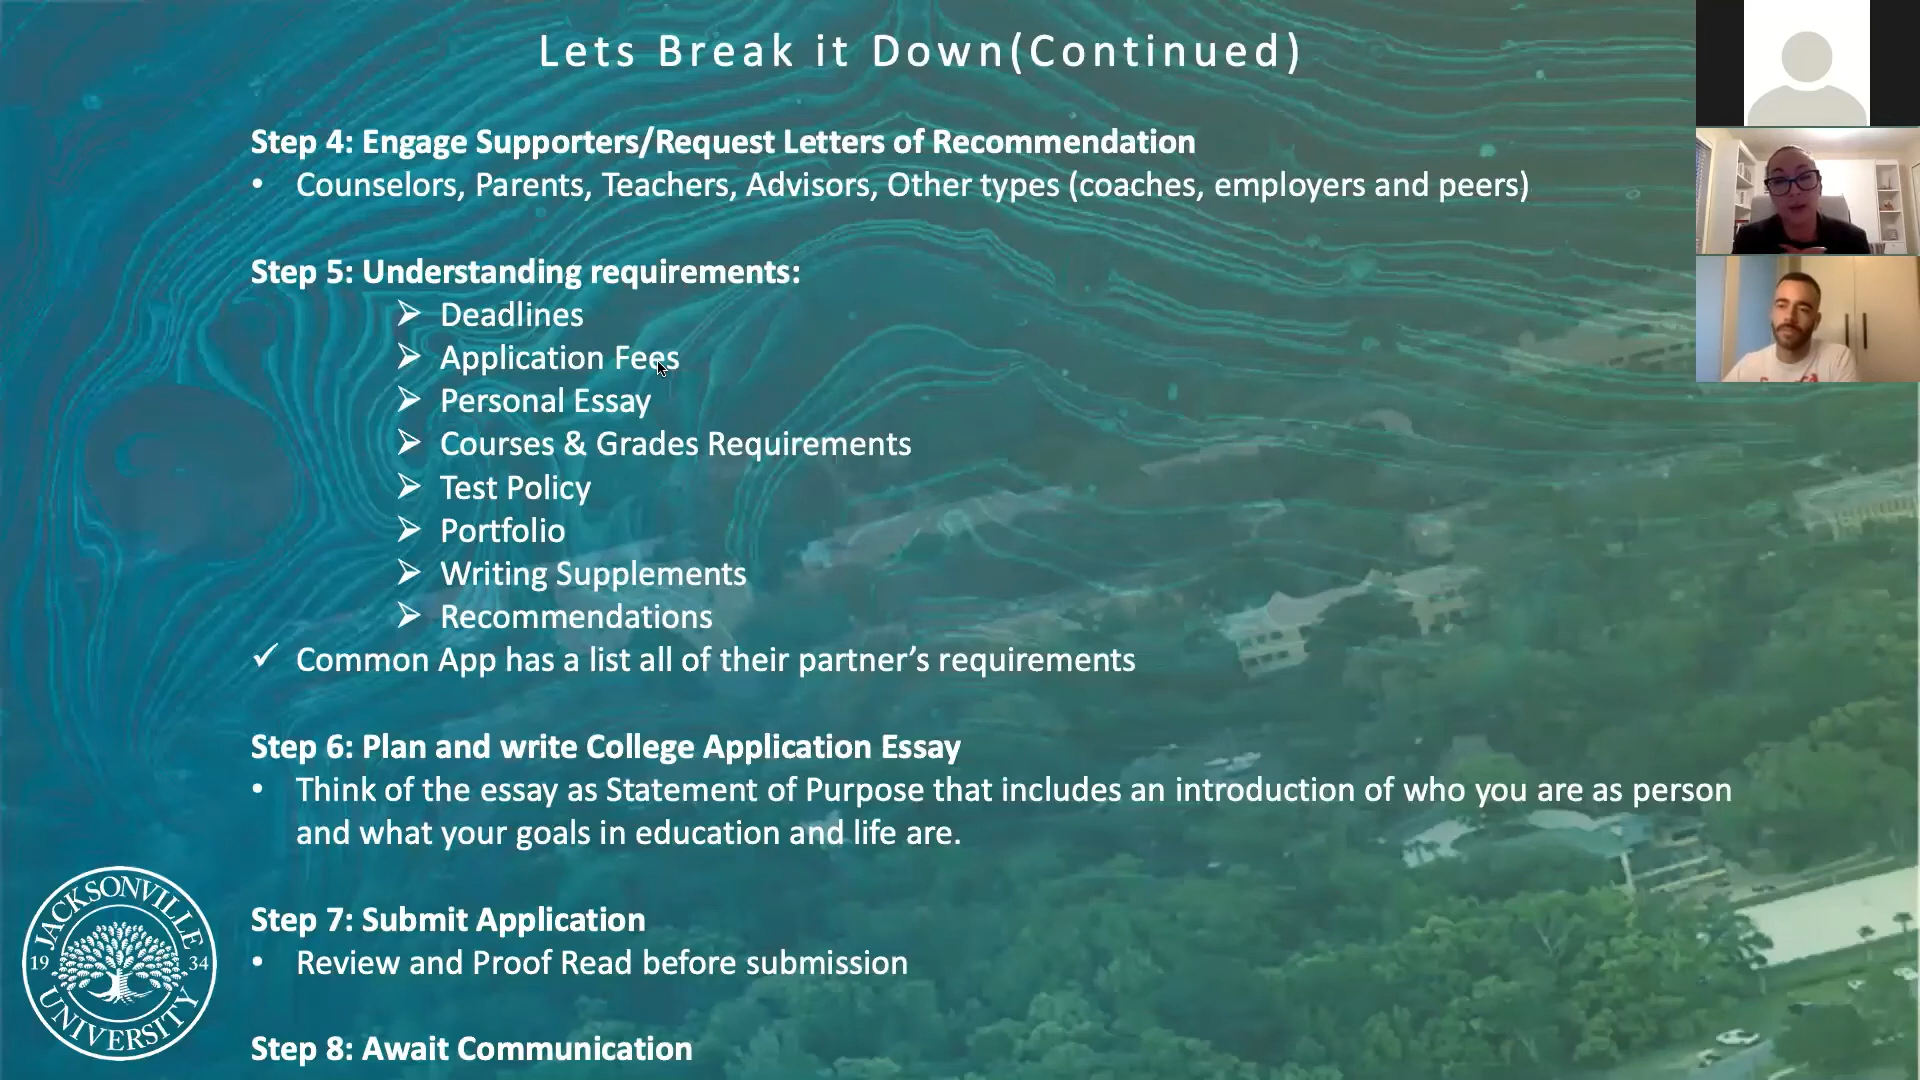 Lets Break it Down(Continued)
Step 4: Engage Supporters/Request Letters of Recommendation
• Counselors, Parents, Teachers, Advisors, Other types (coaches, employers and peers)
Step 5: Understanding requirements:
➢ Deadlines
➢ Application Fees
➢ Personal Essay
➢ Courses & Grades Requirements
➢ Test Policy
➢ Portfolio
➢ Writing Supplements
➢ Recommendations
✓ Common App has a list all of their partner’s requirements
Step 6: Plan and write College Application Essay
• Think of the essay as Statement of Purpose that includes an introduction of who you are as person
and what your goals in education and life are.
Step 7: Submit Application
• Review and Proof Read before submission
Step 8: Await Communication
JACKSONVILLE
19 34
UNIVERSITY